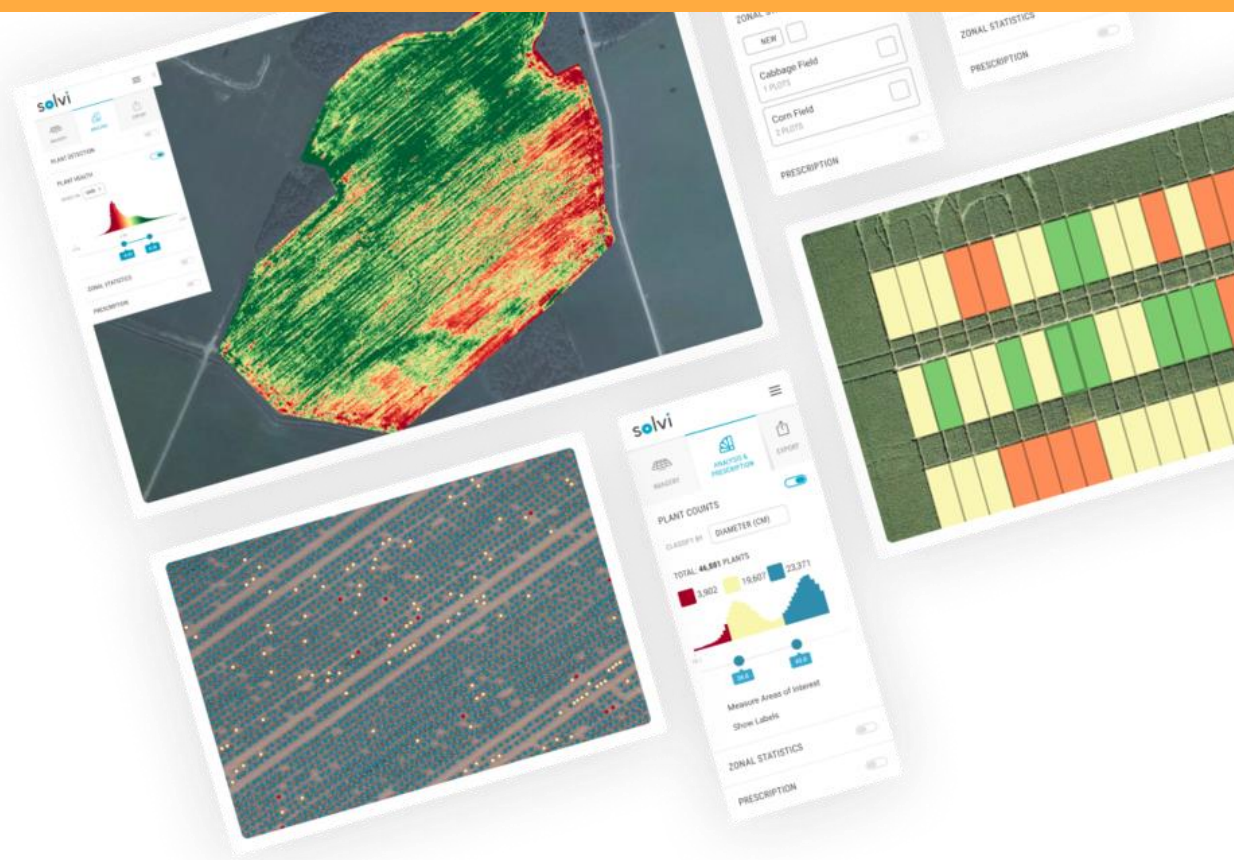 solvi
PLANT DETECTION
PLANT HEALTH
ZONAL STATISTICS
PRESCRIPTION
NEW
Cabbage Field
1 PLOTS
Corn Field
2 PLOTS
PRESCRIPTION
ZONAL STATISTICS
PRESCRIPTION
solvi
IMAGERY
ANALYSIS &
PRESCRIPTION
EXPORT
PLANT COUNTS
CLASSIFY BY DIAMETER (CM)
TOTAL: 46,881 PLANTS
3,902 19,607 23,371
Measure Areas of Interest
Show Labels
ZONAL STATISTICS
PRESCRIPTION